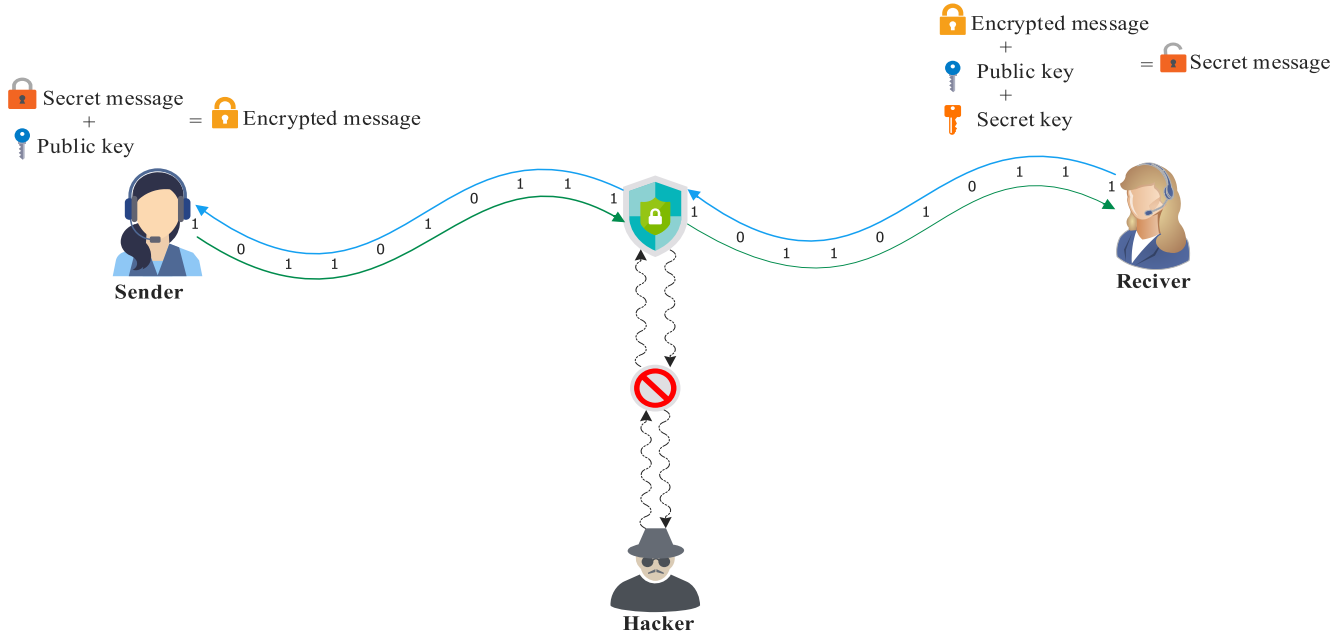 Secret message
+
Public key
= Encrypted message
Encrypted message
+
Public key
+
Secret key
= Secret message
1 0 1 1 0 1 0 1 1 1
1 0 1 1 0 1 0 1 1 1
Sender
Reciver
Hacker